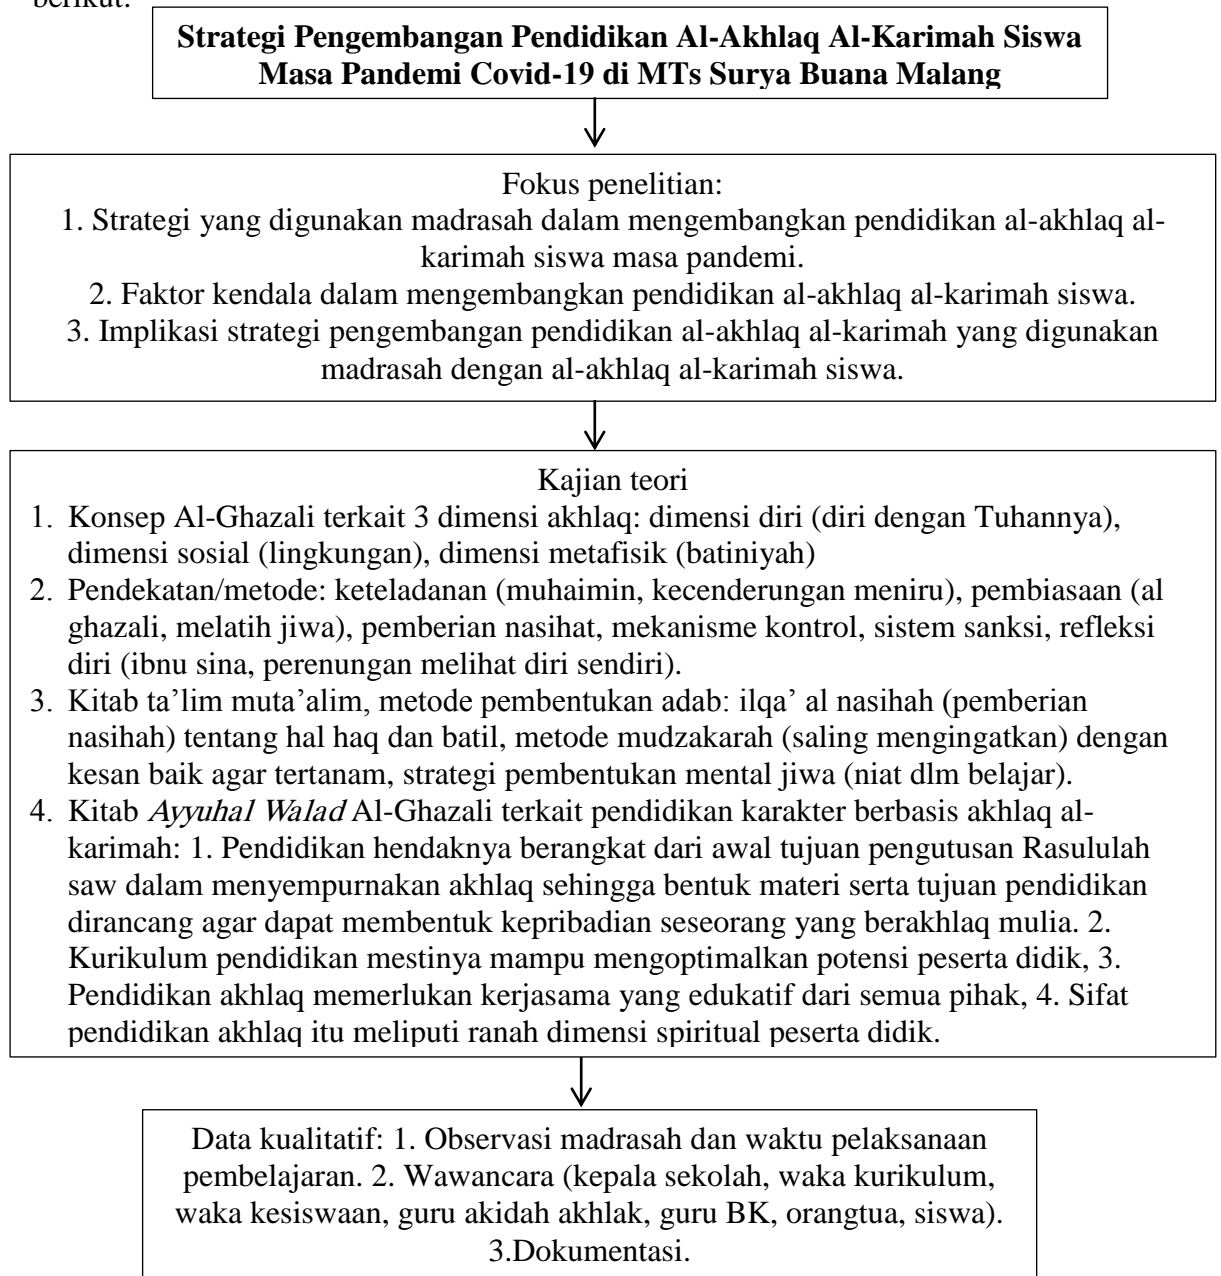 berikut:
Strategi Pengembangan Pendidikan Al-Akhlaq Al-Karimah Siswa
Masa Pandemi Covid-19 di MTs Surya Buana Malang
Fokus penelitian:
1. Strategi yang digunakan madrasah dalam mengembangkan pendidikan al-akhlaq al-
karimah siswa masa pandemi.
2. Faktor kendala dalam mengembangkan pendidikan al-akhlaq al-karimah siswa.
3. Implikasi strategi pengembangan pendidikan al-akhlaq al-karimah yang digunakan
madrasah dengan al-akhlaq al-karimah siswa.
Kajian teori
1. Konsep Al-Ghazali terkait 3 dimensi akhlaq: dimensi diri (diri dengan Tuhannya),
dimensi sosial (lingkungan), dimensi metafisik (batiniyah)
2. Pendekatan/metode: keteladanan (muhaimin, kecenderungan meniru), pembiasaan (al
ghazali, melatih jiwa), pemberian nasihat, mekanisme kontrol, sistem sanksi, refleksi
diri (ibnu sina, perenungan melihat diri sendiri).
3. Kitab ta’lim muta’alim, metode pembentukan adab: ilqa’ al nasihah (pemberian
nasihah) tentang hal haq dan batil, metode mudzakarah (saling mengingatkan) dengan
kesan baik agar tertanam, strategi pembentukan mental jiwa (niat dlm belajar).
4. Kitab Ayyuhal Walad Al-Ghazali terkait pendidikan karakter berbasis akhlaq al-
karimah: 1. Pendidikan hendaknya berangkat dari awal tujuan pengutusan Rasululah
saw dalam menyempurnakan akhlaq sehingga bentuk materi serta tujuan pendidikan
dirancang agar dapat membentuk kepribadian seseorang yang berakhlaq mulia. 2.
Kurikulum pendidikan mestinya mampu mengoptimalkan potensi peserta didik, 3.
Pendidikan akhlaq memerlukan kerjasama yang edukatif dari semua pihak, 4. Sifat
pendidikan akhlaq itu meliputi ranah dimensi spiritual peserta didik.
Data kualitatif: 1. Observasi madrasah dan waktu pelaksanaan
pembelajaran. 2. Wawancara (kepala sekolah, waka kurikulum,
waka kesiswaan, guru akidah akhlak, guru BK, orangtua, siswa).
3.Dokumentasi.